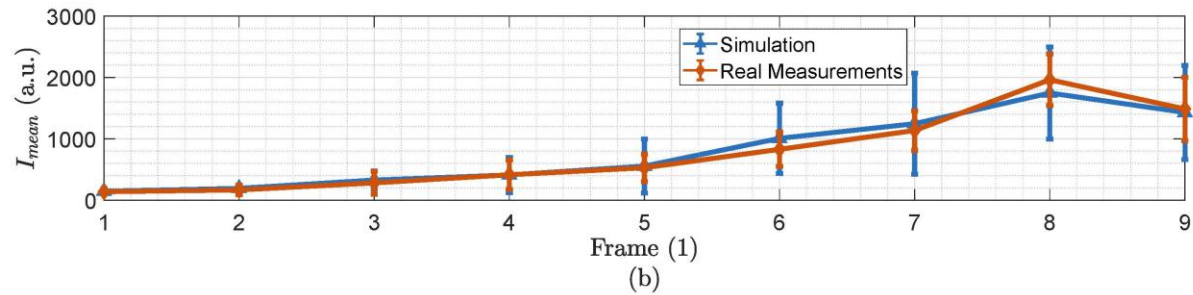 3000
2000
1000
0
I_mean (a.u.)
Simulation
Real Measurements
1 2 3 4 5 6 7 8 9
Frame (1)
(b)